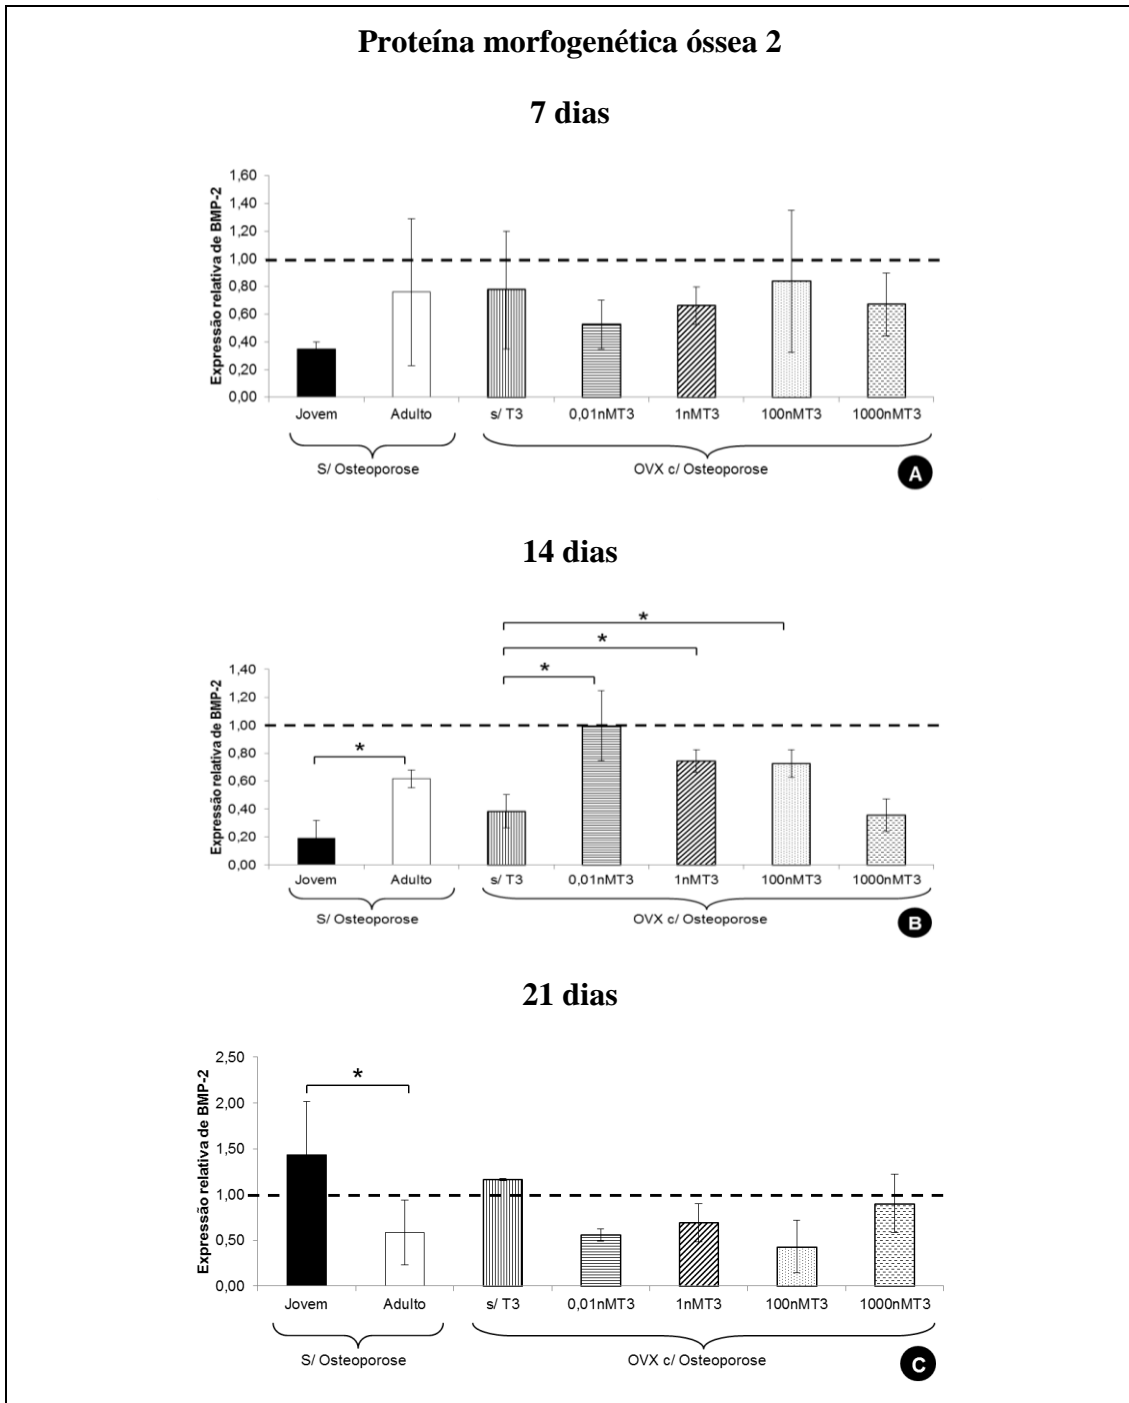 Proteína morfogenética óssea 2
7 dias
Expressão relativa de BMP-2
1,60
1,40
1,20
1,00
0,80
0,60
0,40
0,20
0,00
Jovem Adulto s/ T3 0,01nMT3 1nMT3 100nMT3 1000nMT3
S/ Osteoporose OVX c/ Osteoporose
A
14 dias
Expressão relativa de BMP-2
*
*
*
*
1,40
1,20
1,00
0,80
0,60
0,40
0,20
0,00
Jovem Adulto s/ T3 0,01nMT3 1nMT3 100nMT3 1000nMT3
S/ Osteoporose OVX c/ Osteoporose
B
21 dias
Expressão relativa de BMP-2
*
2,50
2,00
1,50
1,00
0,50
0,00
Jovem Adulto s/ T3 0,01nMT3 1nMT3 100nMT3 1000nMT3
S/ Osteoporose OVX c/ Osteoporose
C